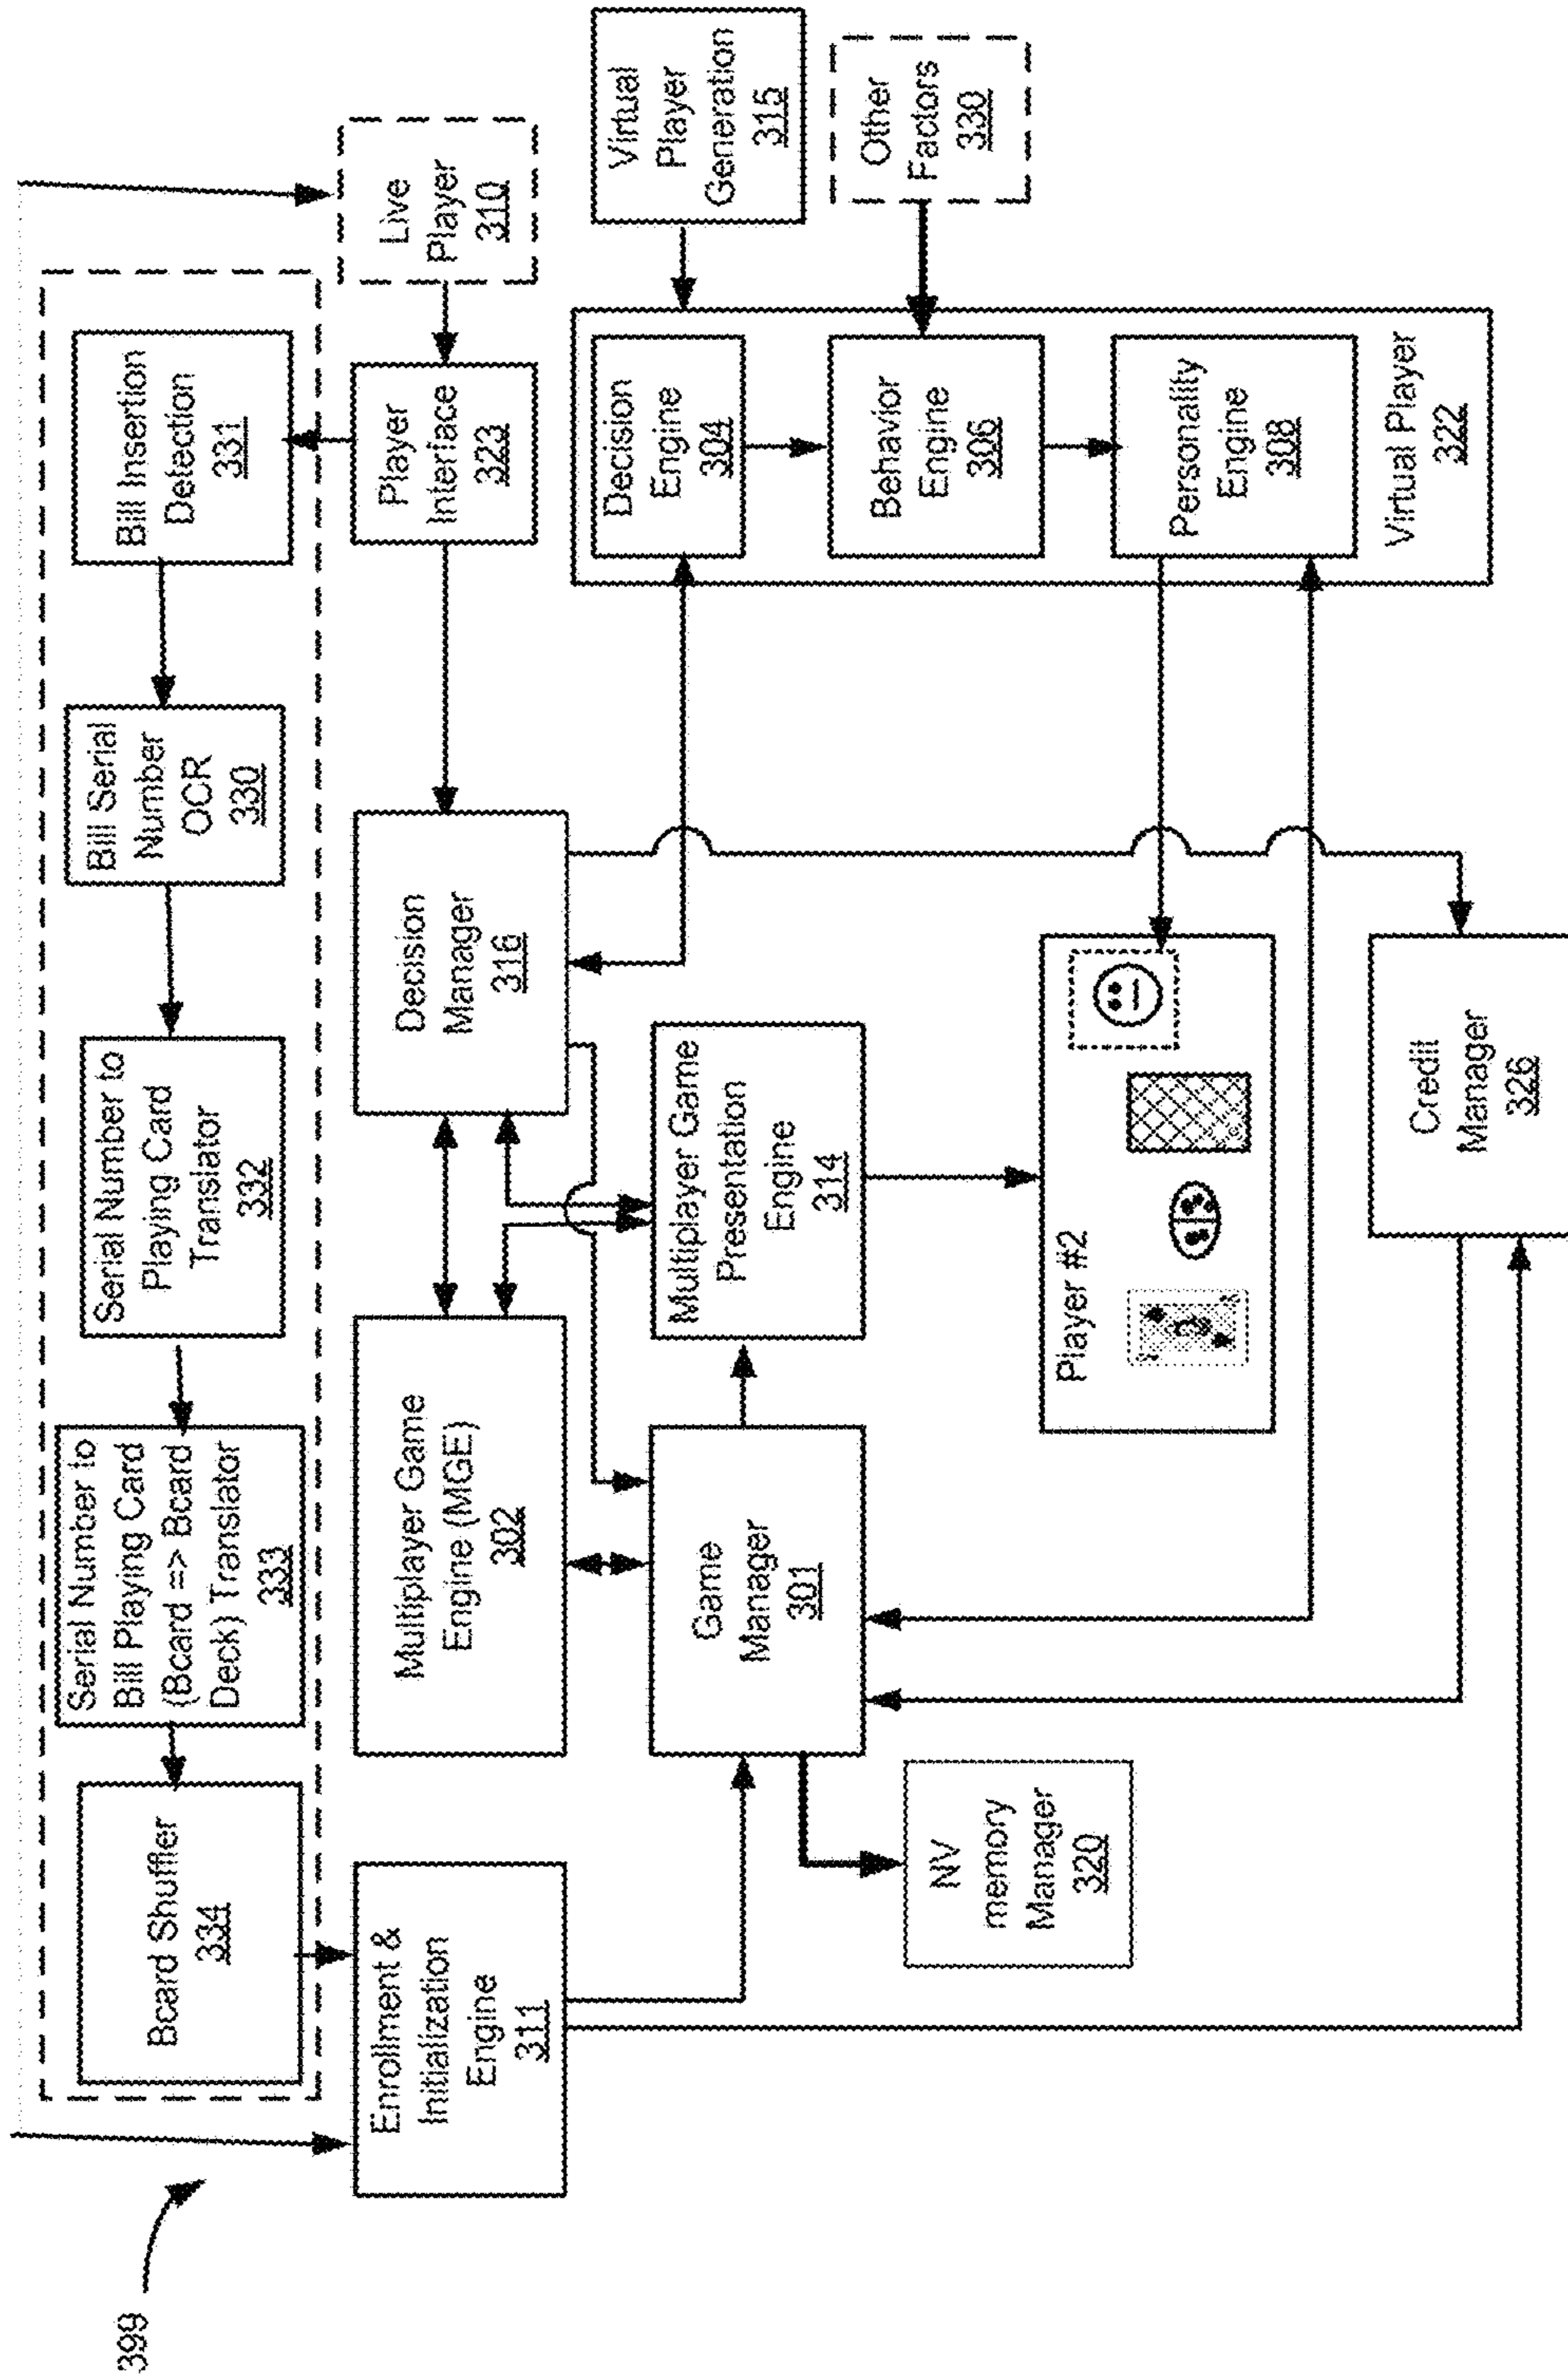 399
Bcard Shuffler
334
Serial Number to
Bill Playing Card
(Bcard => Bcard
Deck) Translator
333
Serial Number to
Playing Card
Translator
332
Bill Serial
Number
OCR
330
Bill Insertion
Detection
331
Enrollment &
Initialization
Engine
311
Multiplayer Game
Engine (MGE)
302
Decision
Manager
316
Player
Interface
323
Live
Player
310
Game
Manager
301
Multiplayer Game
Presentation
Engine
314
Decision
Engine
304
Virtual
Player
Generation
315
Behavior
Engine
306
Other
Factors
330
NV
memory
Manager
320
Player #2
Personality
Engine
308
Virtual Player
322
Credit
Manager
326